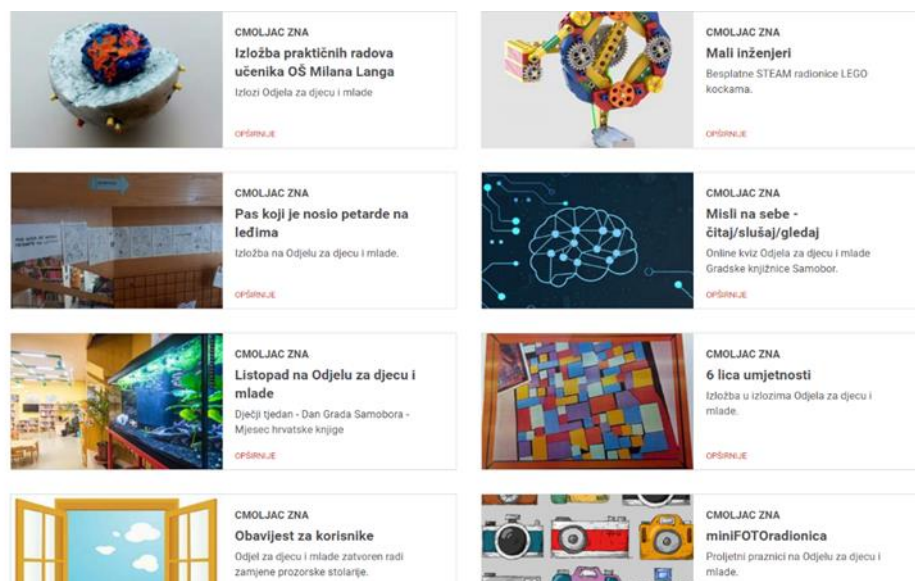 CMOLJAC ZNA
Izložba praktičnih radova
učenika OŠ Milana Langa
Izlozi Odjela za djecu i mlade
OPŠIRNIJE
CMOLJAC ZNA
Mali inženjeri
Besplatne STEAM radionice LEGO
kockama.
OPŠIRNIJE
CMOLJAC ZNA
Pas koji je nosio petarde na
leđima
Izložba na Odjelu za djecu i mlade.
OPŠIRNIJE
CMOLJAC ZNA
Misli na sebe -
čitaj/slušaj/gledaj
Online kviz Odjela za djecu i mlade
Gradske knjižnice Samobor.
OPŠIRNIJE
CMOLJAC ZNA
Listopad na Odjelu za djecu i
mlade
Dječji tjedan - Dan Grada Samobora -
Mjesec hrvatske knjige
OPŠIRNIJE
CMOLJAC ZNA
6 lica umjetnosti
Izložba u izlozima Odjela za djecu i
mlade.
OPŠIRNIJE
CMOLJAC ZNA
Obavijest za korisnike
Odjel za djecu i mlade zatvoren radi
zamjene prozorske stolarije.
CMOLJAC ZNA
miniFOTOradionica
Proljetni praznici na Odjelu za djecu i
mlade.